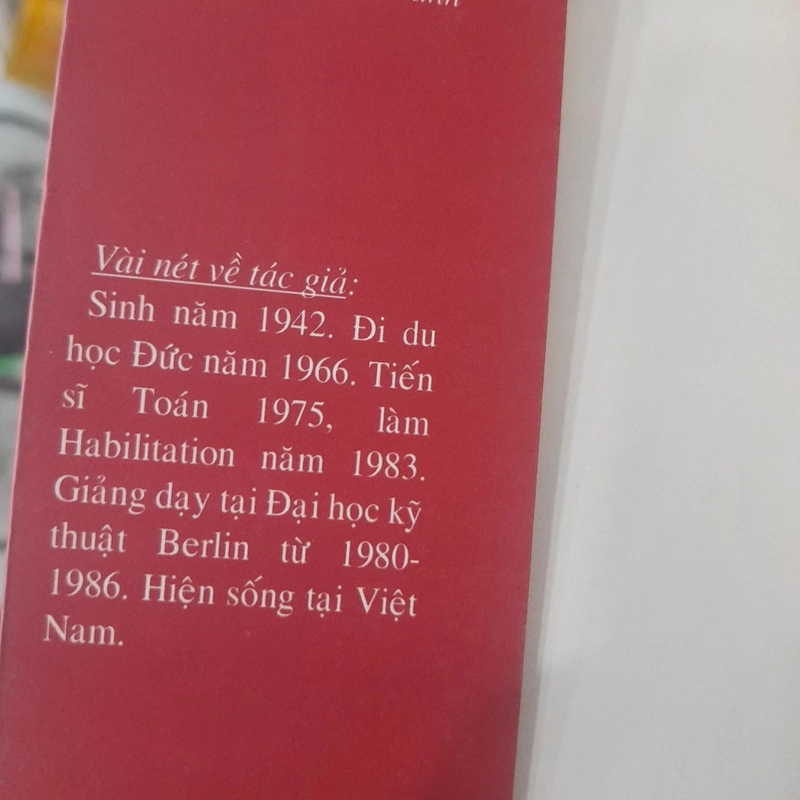 Vài nét về tác giả:
Sinh năm 1942. Đi du
học Đức năm 1966. Tiến
sĩ Toán 1975, làm
Habilitation năm 1983.
Giảng dạy tại Đại học kỹ
thuật Berlin từ 1980-
1986. Hiện sống tại Việt
Nam.